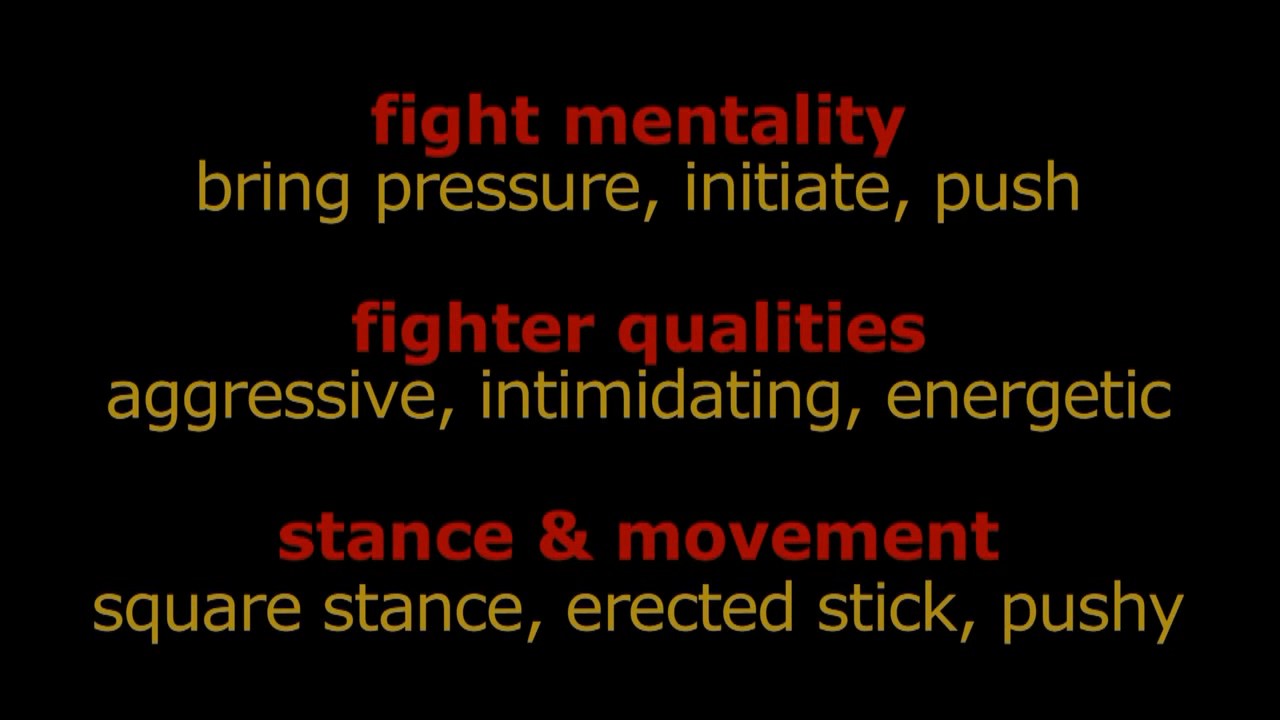 fight mentality
bring pressure, initiate, push
fighter qualities
aggressive, intimidating, energetic
stance & movement
square stance, erected stick, pushy